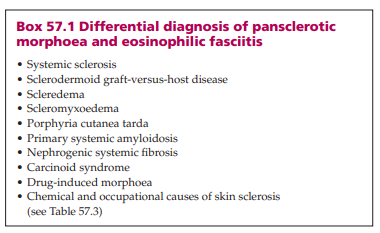 Box 57.1 Differential diagnosis of pansclerotic
morphoea and eosinophilic fasciitis
• Systemic sclerosis
• Sclerodermoid graft-versus-host disease
• Scleredema
• Scleromyxoedema
• Porphyria cutanea tarda
• Primary systemic amyloidosis
• Nephrogenic systemic fibrosis
• Carcinoid syndrome
• Drug-induced morphoea
• Chemical and occupational causes of skin sclerosis
(see Table 57.3)